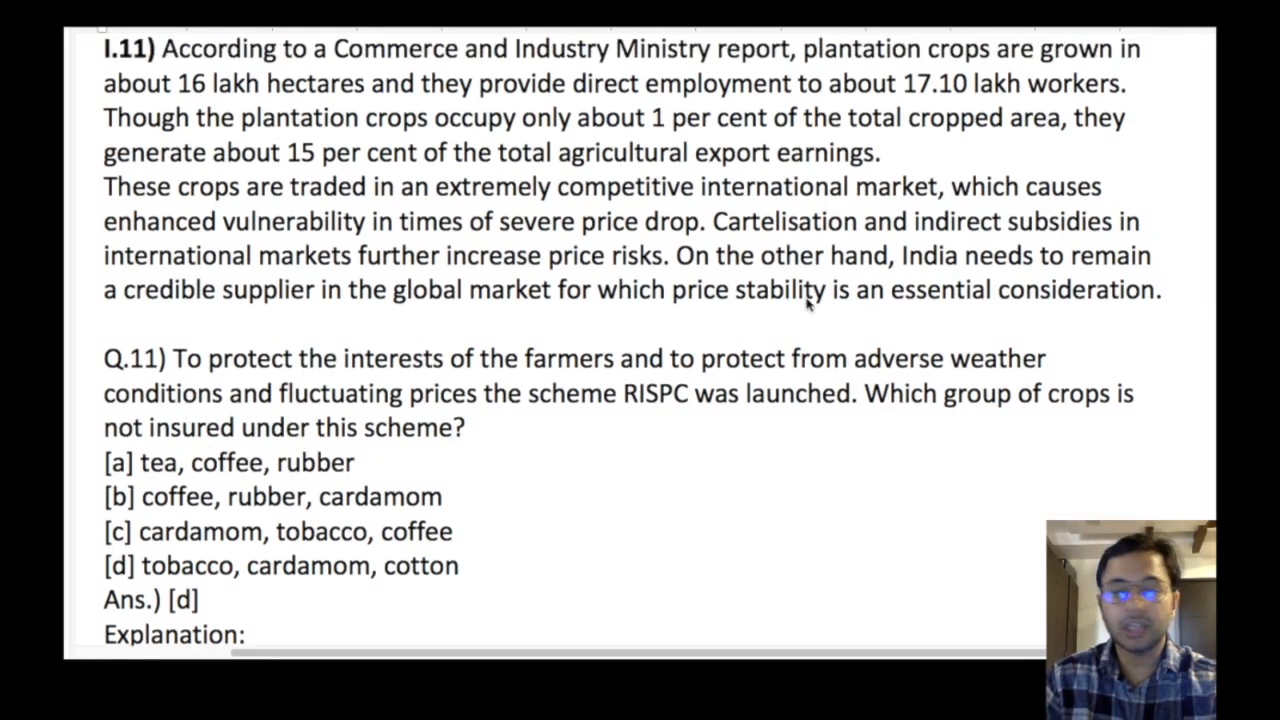 I.11) According to a Commerce and Industry Ministry report, plantation crops are grown in
about 16 lakh hectares and they provide direct employment to about 17.10 lakh workers.
Though the plantation crops occupy only about 1 per cent of the total cropped area, they
generate about 15 per cent of the total agricultural export earnings.
These crops are traded in an extremely competitive international market, which causes
enhanced vulnerability in times of severe price drop. Cartelisation and indirect subsidies in
international markets further increase price risks. On the other hand, India needs to remain
a credible supplier in the global market for which price stability is an essential consideration.
Q.11) To protect the interests of the farmers and to protect from adverse weather
conditions and fluctuating prices the scheme RISPC was launched. Which group of crops is
not insured under this scheme?
[a] tea, coffee, rubber
[b] coffee, rubber, cardamom
[c] cardamom, tobacco, coffee
[d] tobacco, cardamom, cotton
Ans.) [d]
Explanation: